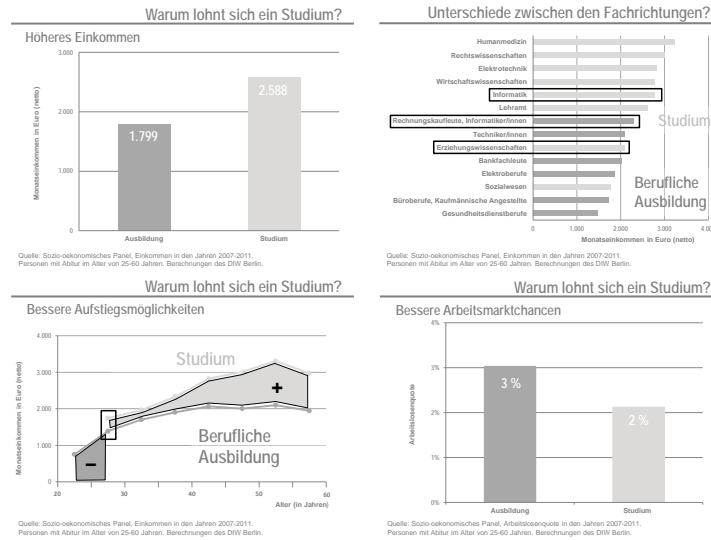 Warum lohnt sich ein Studium?
Höheres Einkommen
Monatseinkommen in Euro (netto)
3.000
2.000
1.000
0
1.799
2.588
Ausbildung
Studium
Quelle: Sozio-oekonomisches Panel, Einkommen in den Jahren 2007-2011.
Personen mit Abitur im Alter von 25-60 Jahren. Berechnungen des DIW Berlin.
Unterschiede zwischen den Fachrichtungen?
Humanmedizin
Rechtswissenschaften
Elektrotechnik
Wirtschaftswissenschaften
Informatik
Lehramt
Rechnungskaufleute, Informatiker/innen
Techniker/innen
Erziehungswissenschaften
Bankfachleute
Elektroberufe
Sozialwesen
Büroberufe, Kaufmännische Angestellte
Gesundheitsdienstberufe
Studium
Berufliche
Ausbildung
0
1.000
2.000
3.000
Monatseinkommen in Euro (netto)
Quelle: Sozio-oekonomisches Panel, Einkommen in den Jahren 2007-2011.
Personen mit Abitur im Alter von 25-60 Jahren. Berechnungen des DIW Berlin.
Warum lohnt sich ein Studium?
Bessere Aufstiegsmöglichkeiten
Monatseinkommen in Euro (netto)
4.000
3.000
2.000
1.000
0
Studium
+
Berufliche
Ausbildung
-
20
30
40
50
60
Alter (in Jahren)
Quelle: Sozio-oekonomisches Panel, Einkommen in den Jahren 2007-2011.
Personen mit Abitur im Alter von 25-60 Jahren. Berechnungen des DIW Berlin.
Warum lohnt sich ein Studium?
Bessere Arbeitsmarktchancen
Arbeitslosenquote
4%
3%
2%
1%
0%
3 %
2 %
Ausbildung
Studium
Quelle: Sozio-oekonomisches Panel, Arbeitslosenquote in den Jahren 2007-2011.
Personen mit Abitur im Alter von 25-60 Jahren. Berechnungen des DIW Berlin.